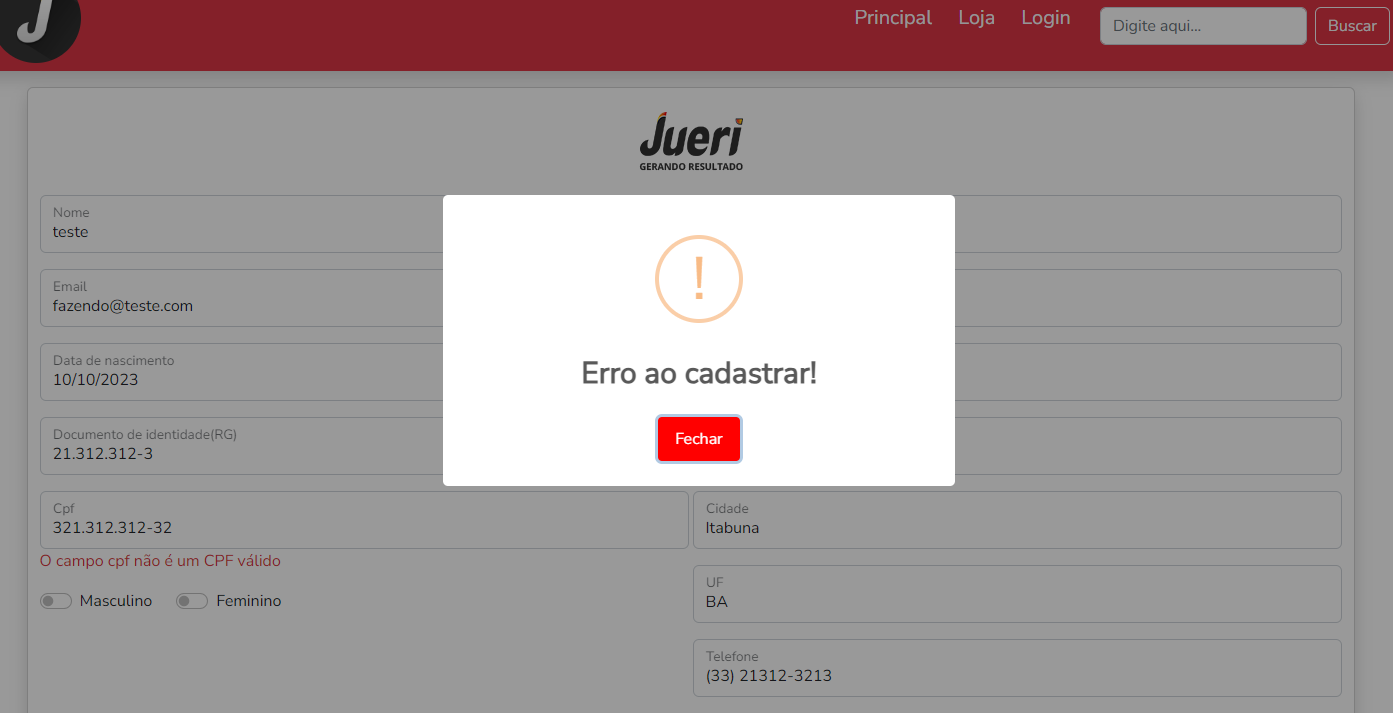 J
Principal
Loja
Login
Digite aqui...
Buscar
Jueri
GERANDO RESULTADO
Nome
teste
Email
fazendo@teste.com
Data de nascimento
10/10/2023
Documento de identidade(RG)
21.312.312-3
!
Erro ao cadastrar!
Fechar
Cpf
321.312.312-32
O campo cpf não é um CPF válido
Masculino
Feminino
Cidade
Itabuna
UF
BA
Telefone
(33) 21312-3213